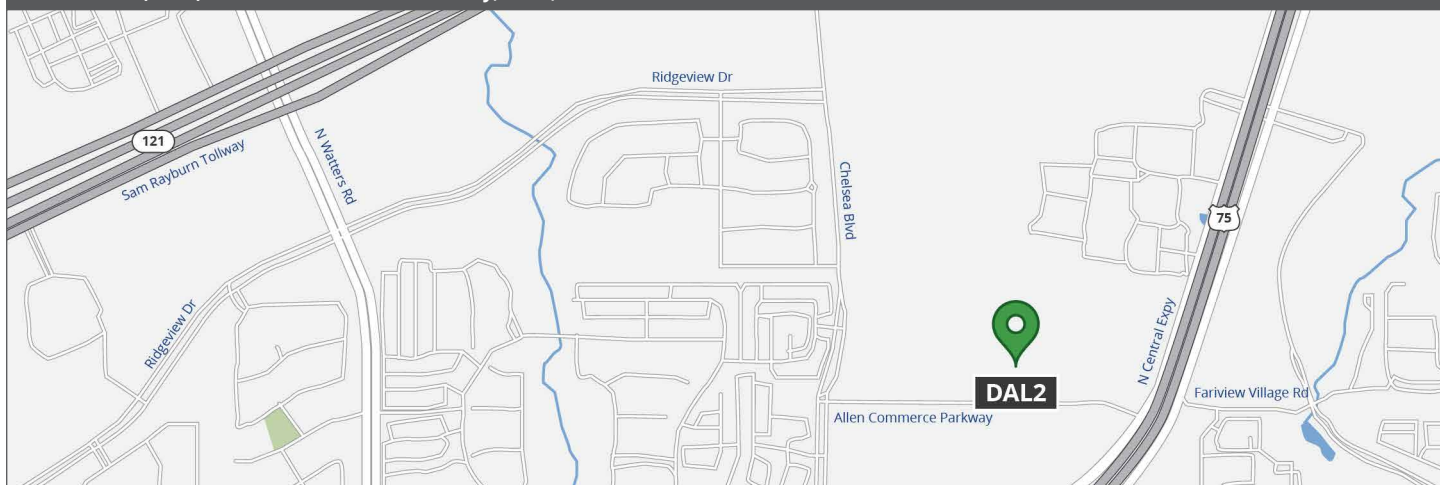 Ridgeview Dr
121
Sam Rayburn Tollway
N Watters Rd
Chelsea Blvd
75
Ridgeview Dr
N Central Expy
DAL2
Fariview Village Rd
Allen Commerce Parkway